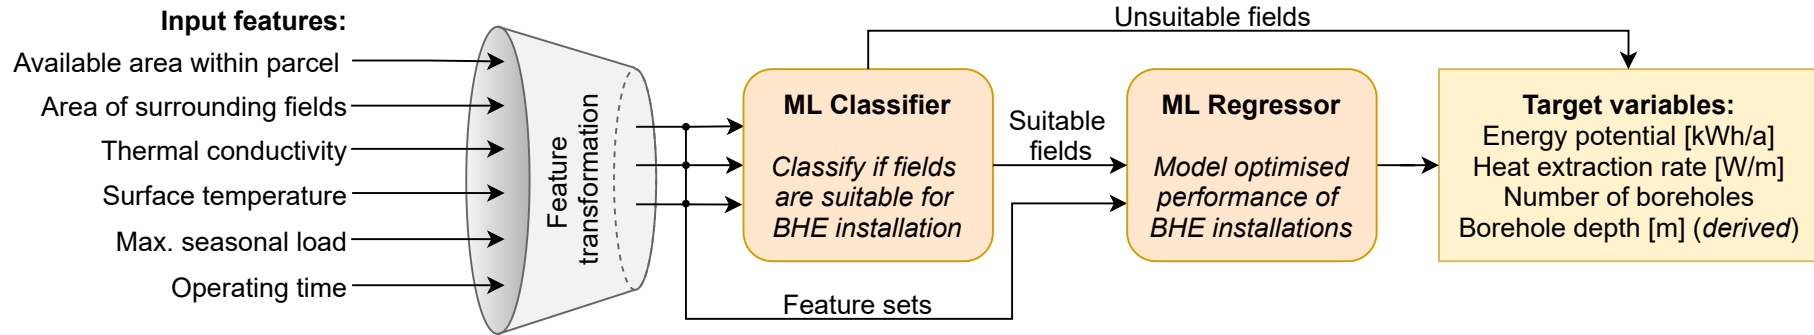 Input features:
Available area within parcel
Area of surrounding fields
Thermal conductivity
Surface temperature
Max. seasonal load
Operating time
Feature
transformation
ML Classifier
Classify if fields
are suitable for
BHE installation
Unsuitable fields
Suitable
fields
Feature sets
ML Regressor
Model optimised
performance of
BHE installations
Target variables:
Energy potential [kWh/a]
Heat extraction rate [W/m]
Number of boreholes
Borehole depth [m] (derived)